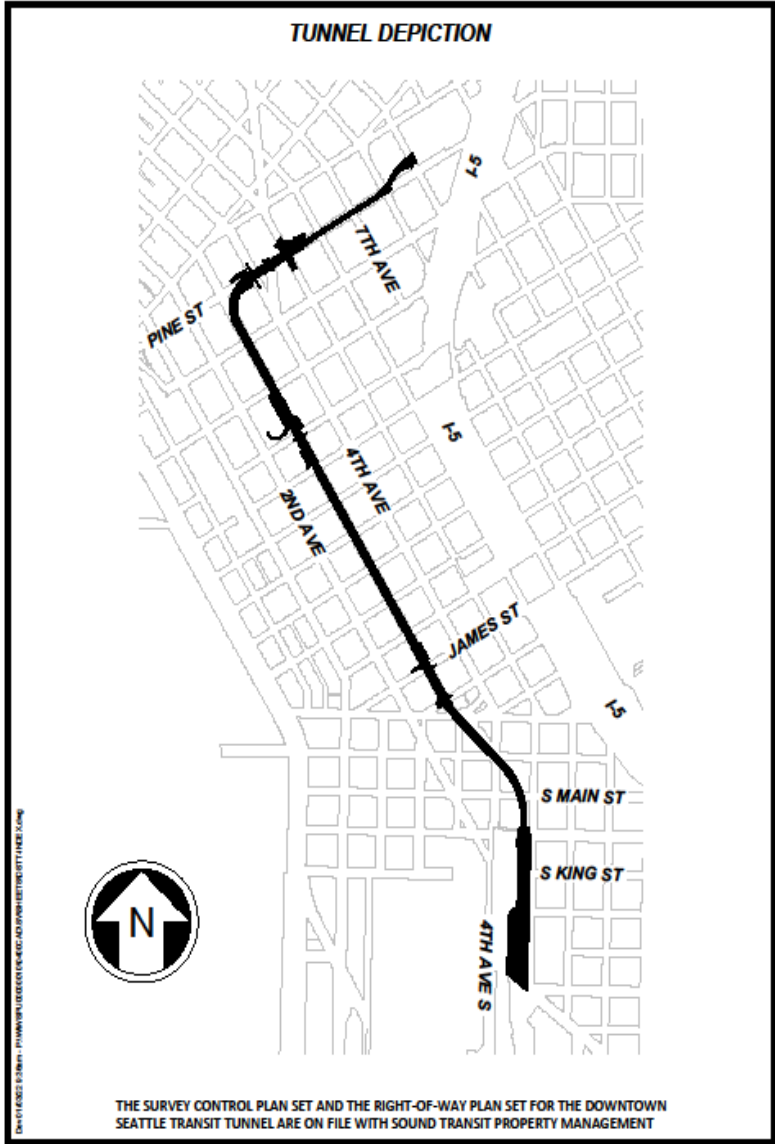 TUNNEL DEPICTION
I-5
7TH AVE
PINE ST
I-5
4TH AVE
2ND AVE
JAMES ST
I-5
S MAIN ST
S KING ST
N
4TH AVE S
THE SURVEY CONTROL PLAN SET AND THE RIGHT-OF-WAY PLAN SET FOR THE DOWNTOWN
SEATTLE TRANSIT TUNNEL ARE ON FILE WITH SOUND TRANSIT PROPERTY MANAGEMENT